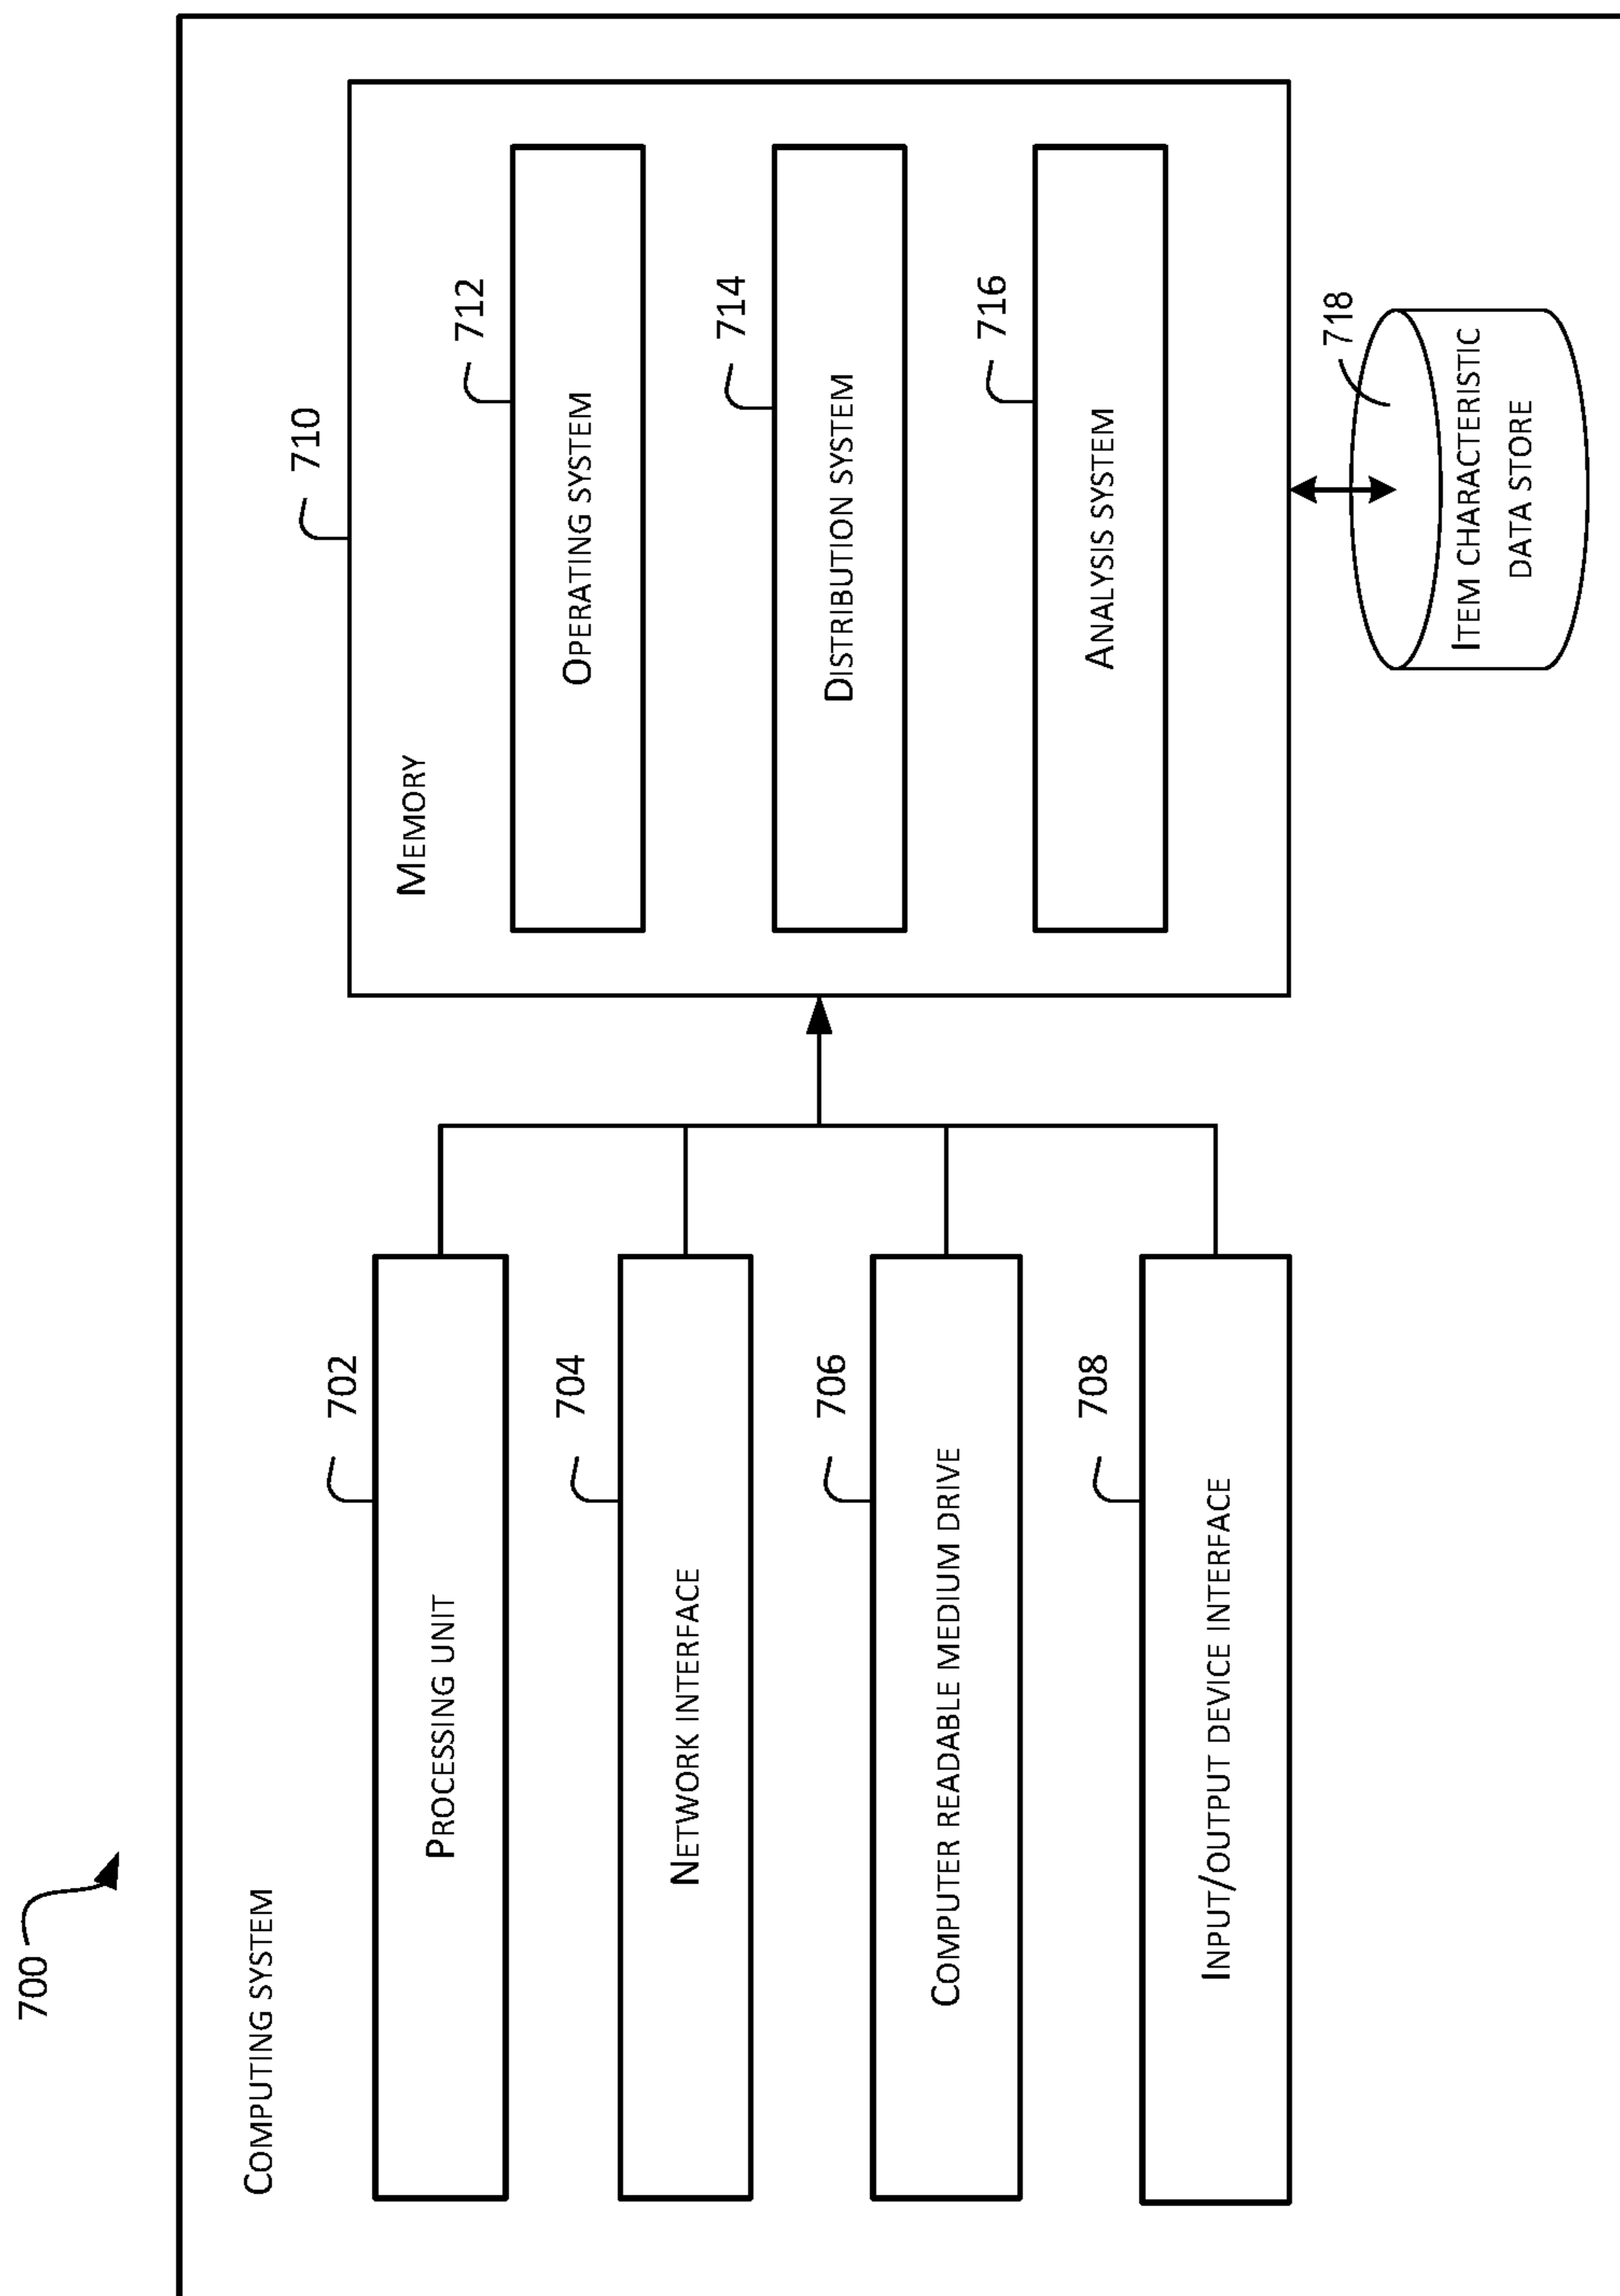 700
COMPUTING SYSTEM
702
PROCESSING UNIT
704
NETWORK INTERFACE
706
COMPUTER READABLE MEDIUM DRIVE
708
INPUT/OUTPUT DEVICE INTERFACE
710
MEMORY
712
OPERATING SYSTEM
714
DISTRIBUTION SYSTEM
716
ANALYSIS SYSTEM
718
ITEM CHARACTERISTIC
DATA STORE